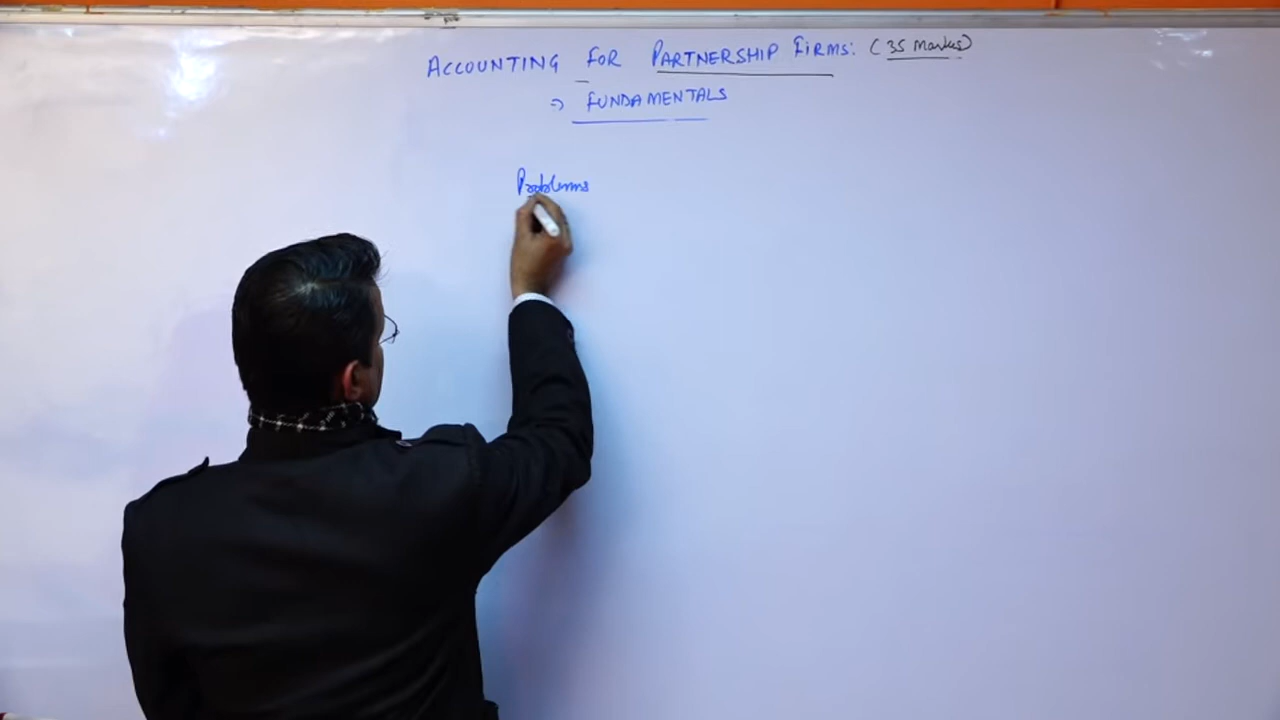 ACCOUNTING FOR PARTNERSHIP FIRMS: (35 Marks)
⇒ FUNDAMENTALS
Problems